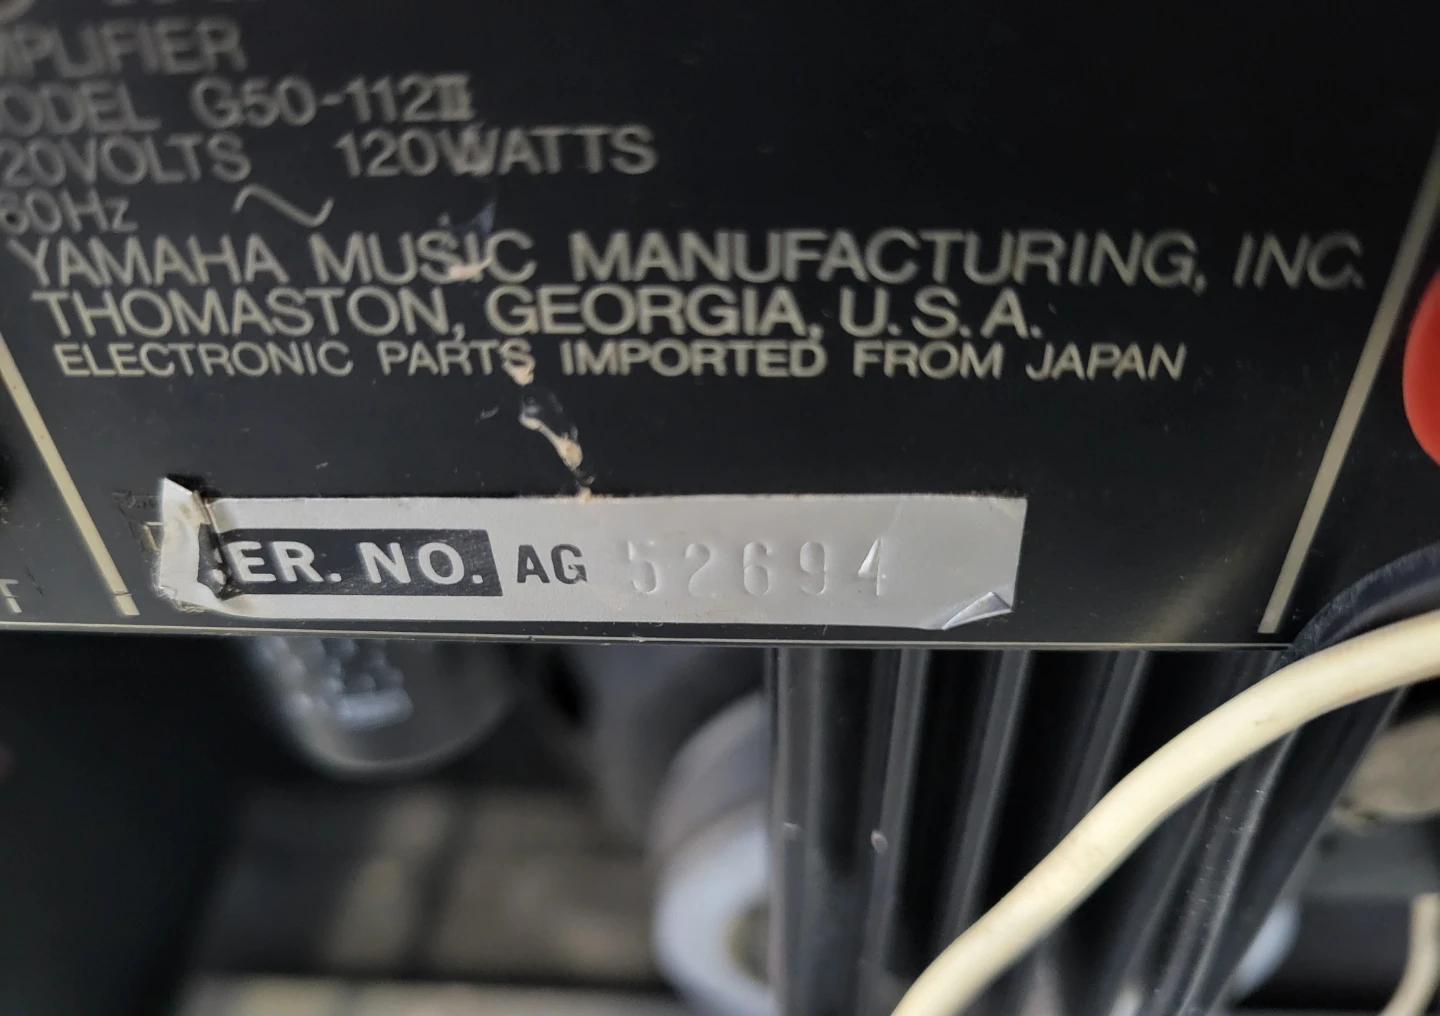 MPLIFIER
ODEL G50-112III
20VOLTS 120WATTS
60Hz ~
YAMAHA MUSIC MANUFACTURING, INC.
THOMASTON, GEORGIA, U.S.A.
ELECTRONIC PARTS IMPORTED FROM JAPAN
SER. NO. AG 52694
T